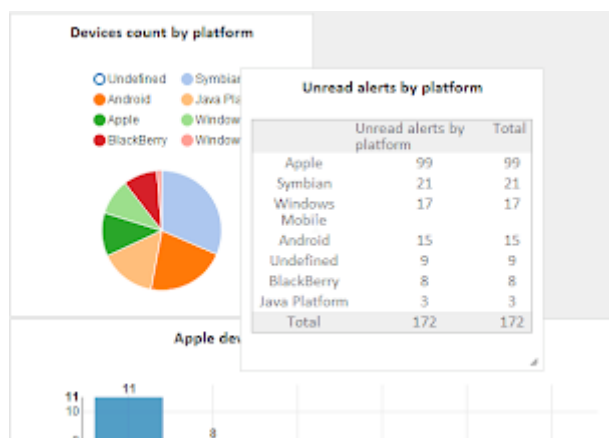 Devices count by platform
Undefined Symbian
Android Java Pla
Apple Window
BlackBerry Window
Unread alerts by platform
Unread alerts by platform Total
Apple 99 99
Symbian 21 21
Windows Mobile 17 17
Android 15 15
Undefined 9 9
BlackBerry 8 8
Java Platform 3 3
Total 172 172
Apple dev
11
11
10
8